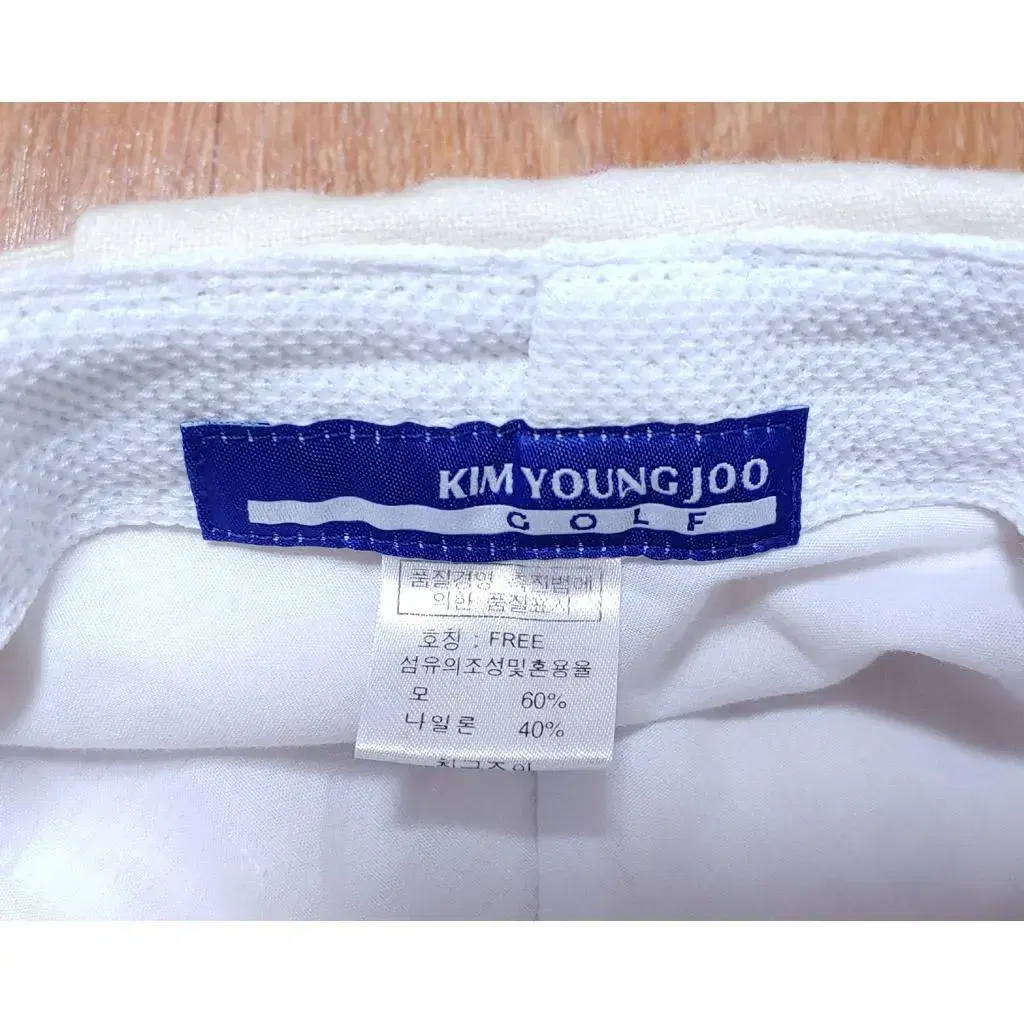 KIM YOUNG JOO
GOLF
품질경영 촉진법에
의한 품질표시
호칭 : FREE
섬유의조성및혼용율
모 60%
나일론 40%